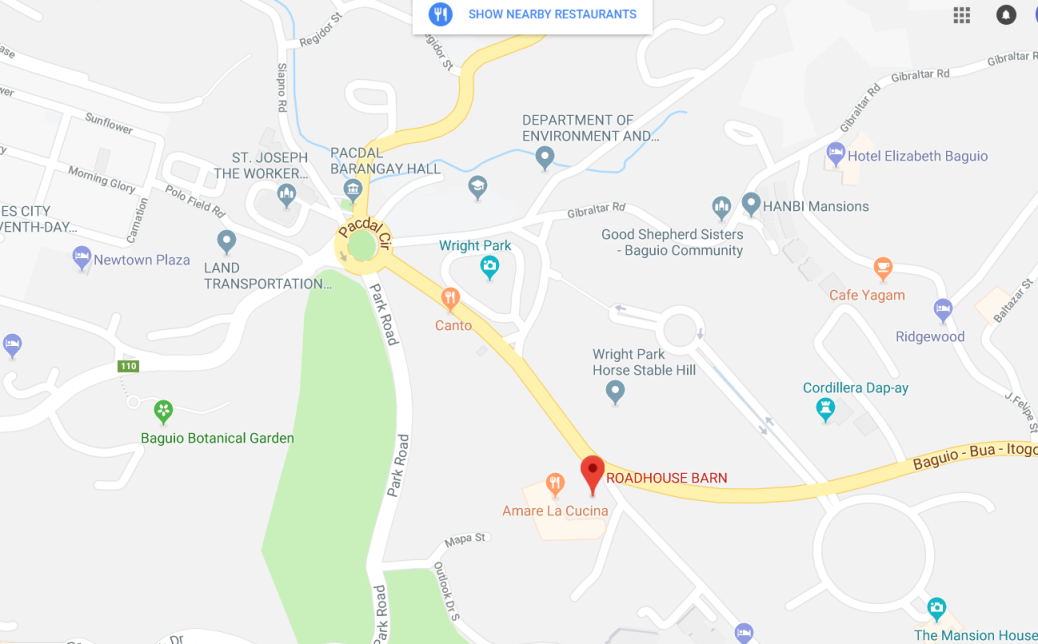 SHOW NEARBY RESTAURANTS
Regidor St
Regidor St
Siapno Rd
Gibraltar Rd
Gibraltar R
Gibraltar Rd
Sunflower
DEPARTMENT OF
ENVIRONMENT AND...
ST. JOSEPH
THE WORKER...
PACDAL
BARANGAY HALL
Hotel Elizabeth Baguio
Morning Glory
Polo Field Rd
Carnation
ES CITY
VENTH-DAY...
HANBI Mansions
Gibraltar Rd
Good Shepherd Sisters
- Baguio Community
Pacdal Cir
Wright Park
Newtown Plaza
LAND
TRANSPORTATION...
Park Road
Canto
Cafe Yagam
Baltazar St
Ridgewood
Wright Park
Horse Stable Hill
110
Cordillera Dap-ay
J.Felipe St
Baguio Botanical Garden
Park Road
Baguio - Bua - Itogo
ROADHOUSE BARN
Amare La Cucina
Mapa St
Outlook Dr S
Park Road
The Mansion House
Dr